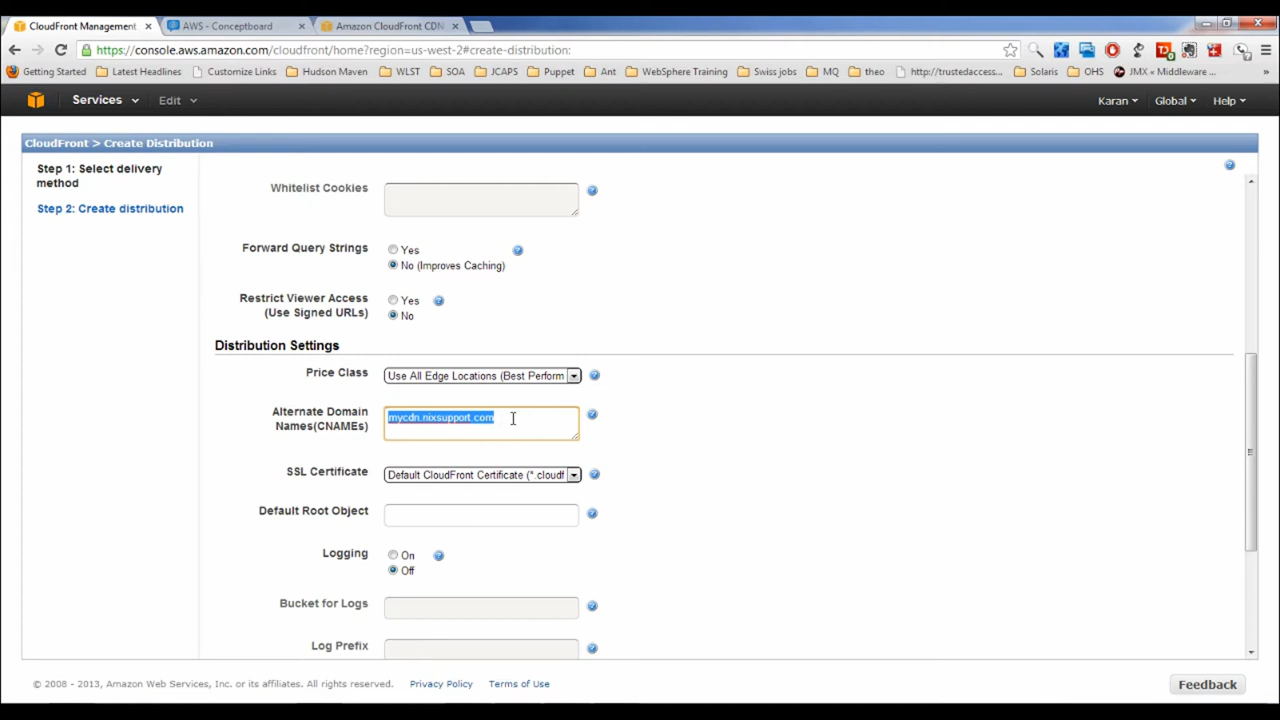 CloudFront Management
AWS - Conceptboard
Amazon CloudFront CDN
https://console.aws.amazon.com/cloudfront/home?region=us-west-2#create-distribution:
Getting Started Latest Headlines Customize Links Hudson Maven WLST SOA JCAPS Puppet Ant WebSphere Training Swiss jobs MQ theo http://trustedaccess... Solaris OHS JMX « Middleware ... »
Services Edit Karan Global Help
CloudFront > Create Distribution
Step 1: Select delivery
method
Step 2: Create distribution
Whitelist Cookies
Forward Query Strings
Yes
No (Improves Caching)
Restrict Viewer Access
(Use Signed URLs)
Yes
No
Distribution Settings
Price Class
Use All Edge Locations (Best Perform
Alternate Domain
Names(CNAMEs)
mycdn.nixsupport.com
SSL Certificate
Default CloudFront Certificate (*.cloudf
Default Root Object
Logging
On
Off
Bucket for Logs
Log Prefix
© 2008 - 2013, Amazon Web Services, Inc. or its affiliates. All rights reserved. Privacy Policy Terms of Use
Feedback